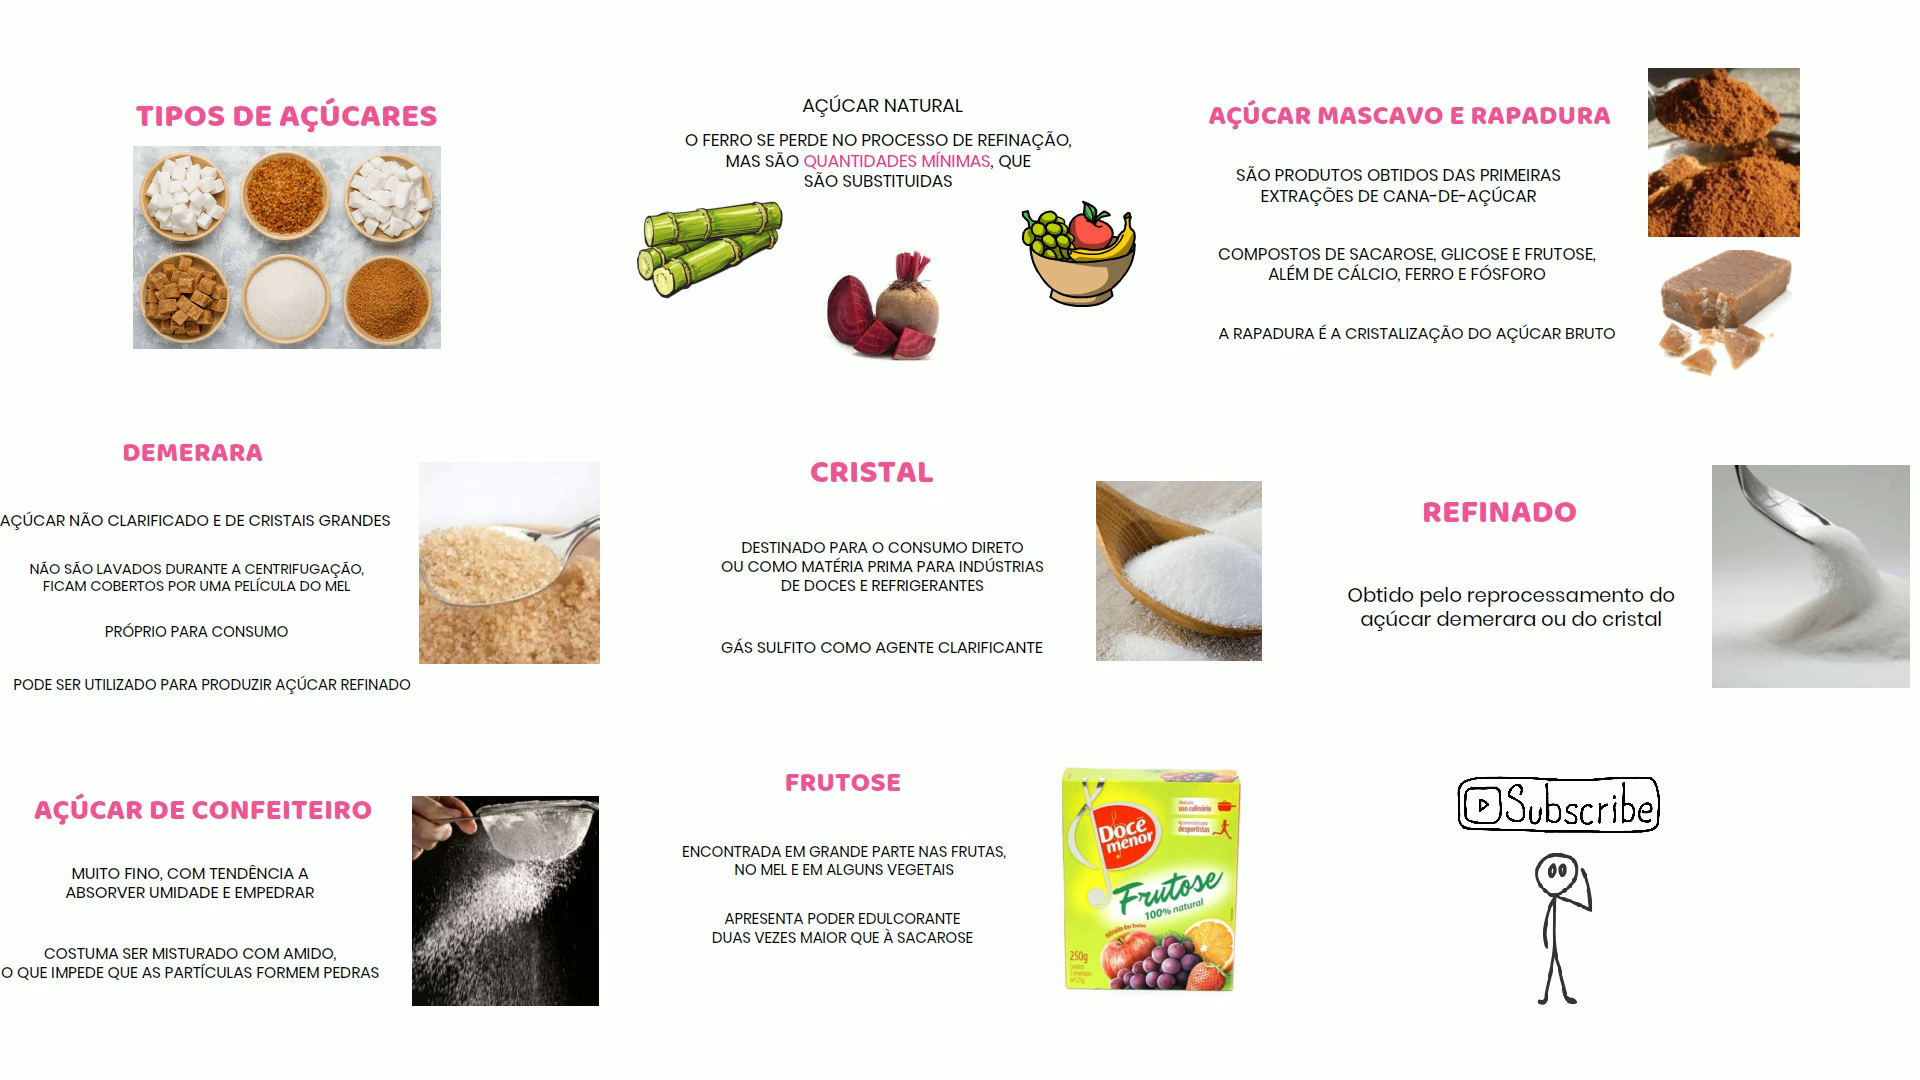 TIPOS DE AÇÚCARES
AÇÚCAR NATURAL
O FERRO SE PERDE NO PROCESSO DE REFINAÇÃO,
MAS SÃO QUANTIDADES MÍNIMAS, QUE
SÃO SUBSTITUIDAS
AÇÚCAR MASCAVO E RAPADURA
SÃO PRODUTOS OBTIDOS DAS PRIMEIRAS
EXTRAÇÕES DE CANA-DE-AÇÚCAR
COMPOSTOS DE SACAROSE, GLICOSE E FRUTOSE,
ALÉM DE CÁLCIO, FERRO E FÓSFORO
A RAPADURA É A CRISTALIZAÇÃO DO AÇÚCAR BRUTO
DEMERARA
AÇÚCAR NÃO CLARIFICADO E DE CRISTAIS GRANDES
NÃO SÃO LAVADOS DURANTE A CENTRIFUGAÇÃO,
FICAM COBERTOS POR UMA PELÍCULA DO MEL
PRÓPRIO PARA CONSUMO
PODE SER UTILIZADO PARA PRODUZIR AÇÚCAR REFINADO
CRISTAL
DESTINADO PARA O CONSUMO DIRETO
OU COMO MATÉRIA PRIMA PARA INDÚSTRIAS
DE DOCES E REFRIGERANTES
GÁS SULFITO COMO AGENTE CLARIFICANTE
REFINADO
Obtido pelo reprocessamento do
açúcar demerara ou do cristal
AÇÚCAR DE CONFEITEIRO
MUITO FINO, COM TENDÊNCIA A
ABSORVER UMIDADE E EMPEDRAR
COSTUMA SER MISTURADO COM AMIDO,
O QUE IMPEDE QUE AS PARTÍCULAS FORMEM PEDRAS
FRUTOSE
ENCONTRADA EM GRANDE PARTE NAS FRUTAS,
NO MEL E EM ALGUNS VEGETAIS
APRESENTA PODER EDULCORANTE
DUAS VEZES MAIOR QUE À SACAROSE
uso culinário
desportistas
Doce
menor
Frutose
100% natural
250g
Subscribe